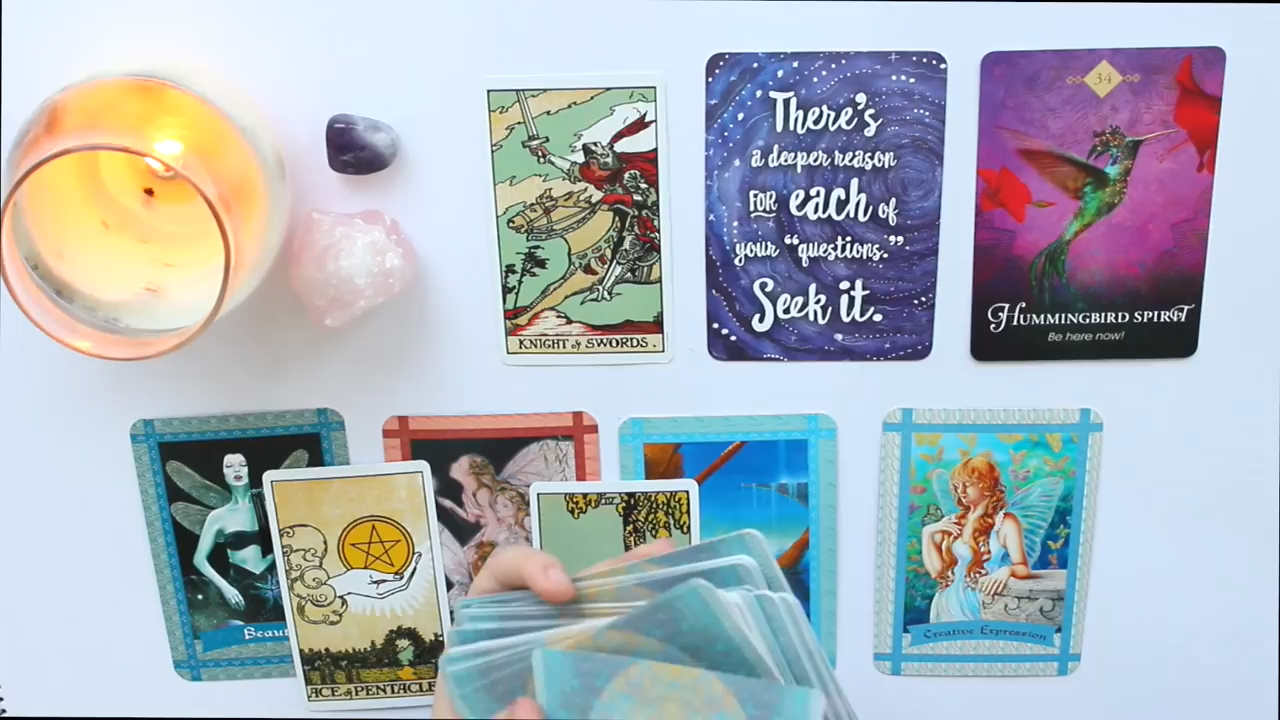 KNIGHT of SWORDS.
There's
a deeper reason
FOR each of
your “questions.”
Seek it.
34
HUMMINGBIRD SPIRIT
Be here now!
ACE of PENTACLE
Creative Expression